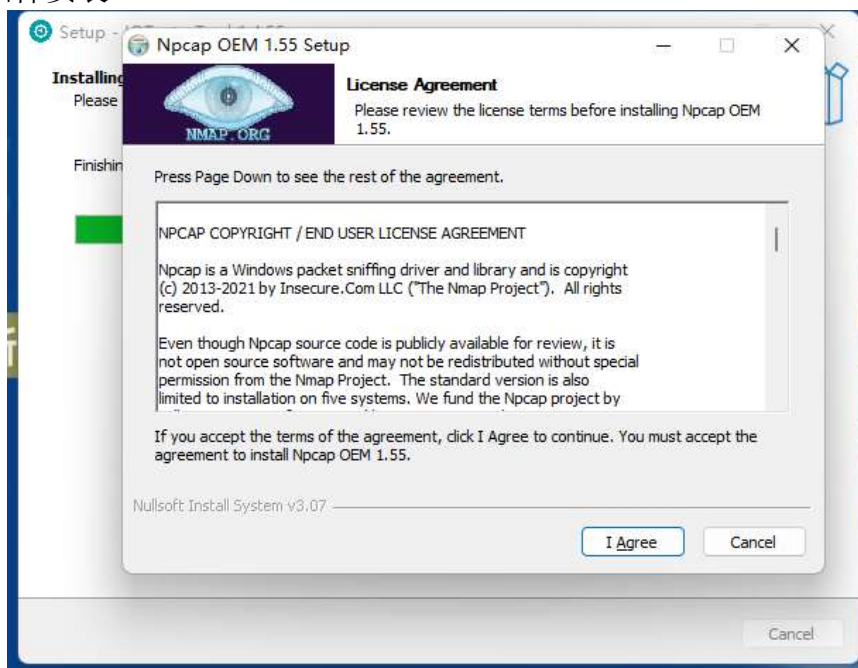 Setup -
Npcap OEM 1.55 Setup
Installing
Please
License Agreement
Please review the license terms before installing Npcap OEM
1.55.
NMAP.ORG
Finishin
Press Page Down to see the rest of the agreement.
NPCAP COPYRIGHT / END USER LICENSE AGREEMENT
Npcap is a Windows packet sniffing driver and library and is copyright
(c) 2013-2021 by Insecure.Com LLC ("The Nmap Project").  All rights
reserved.
Even though Npcap source code is publicly available for review, it is
not open source software and may not be redistributed without special
permission from the Nmap Project.  The standard version is also
limited to installation on five systems. We fund the Npcap project by
If you accept the terms of the agreement, click I Agree to continue. You must accept the
agreement to install Npcap OEM 1.55.
Nullsoft Install System v3.07
I Agree
Cancel
Cancel